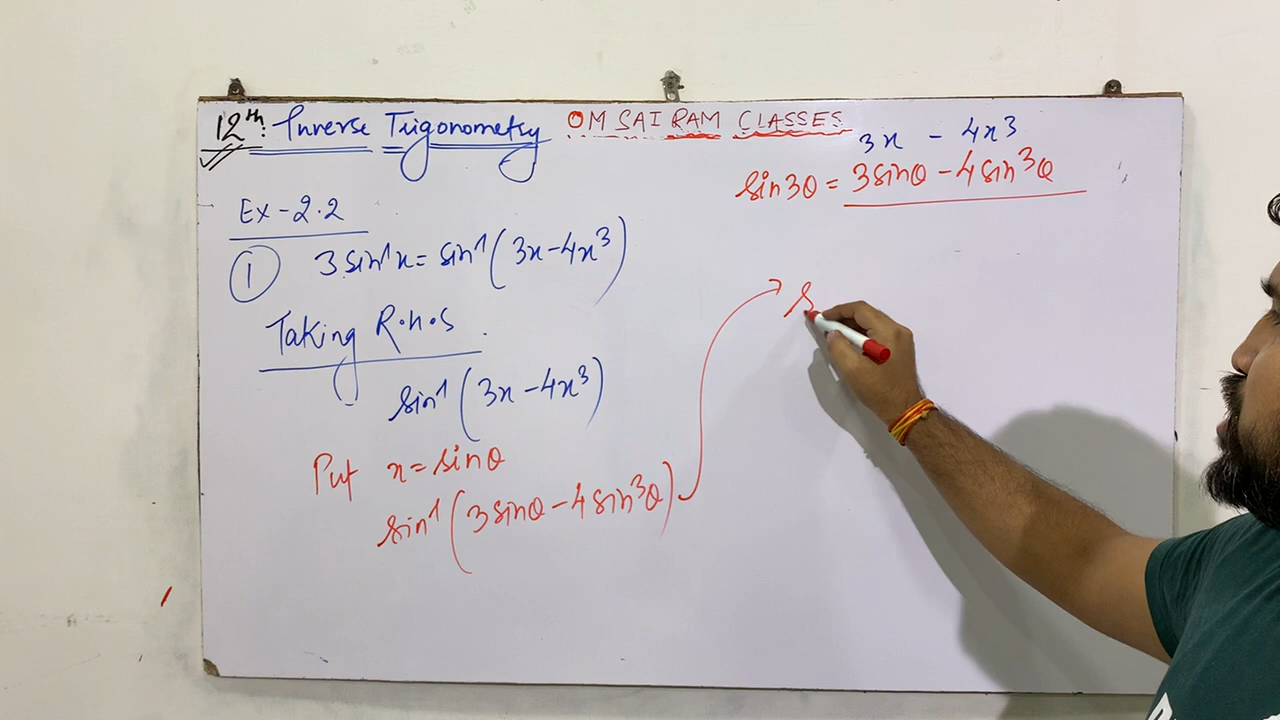 12th: Inverse Trigonometry
OM SAI RAM CLASSES
3x - 4x³
sin3θ = 3sinθ - 4sin³θ
Ex-2.2
① 3sin⁻¹x = sin⁻¹(3x-4x³)
Taking R.H.S.
sin⁻¹(3x-4x³)
Put x = sinθ
sin⁻¹(3sinθ-4sin³θ)
s